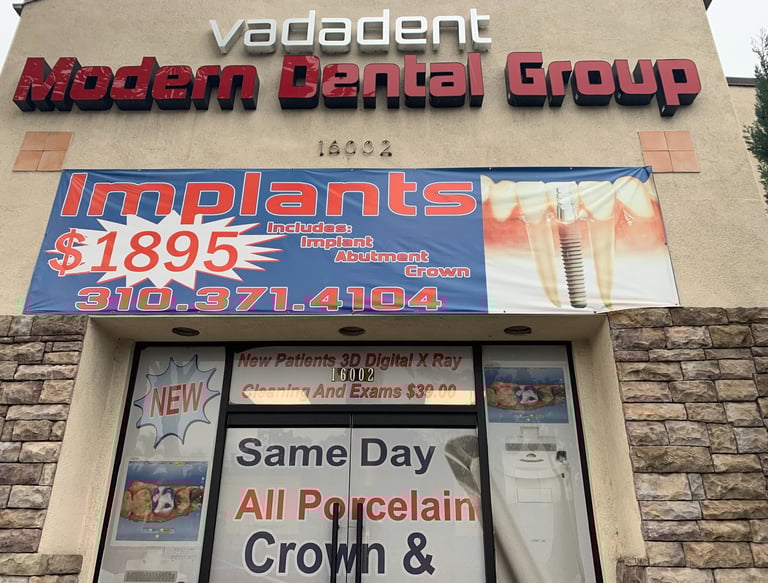 vadadent
Modern Dental Group
16002
Implants
$1895
Includes:
Implant
Abutment
Crown
310.371.4104
New Patients 3D Digital X Ray
16002
Cleaning And Exams $39.00
NEW
Same Day
All Porcelain
Crown &